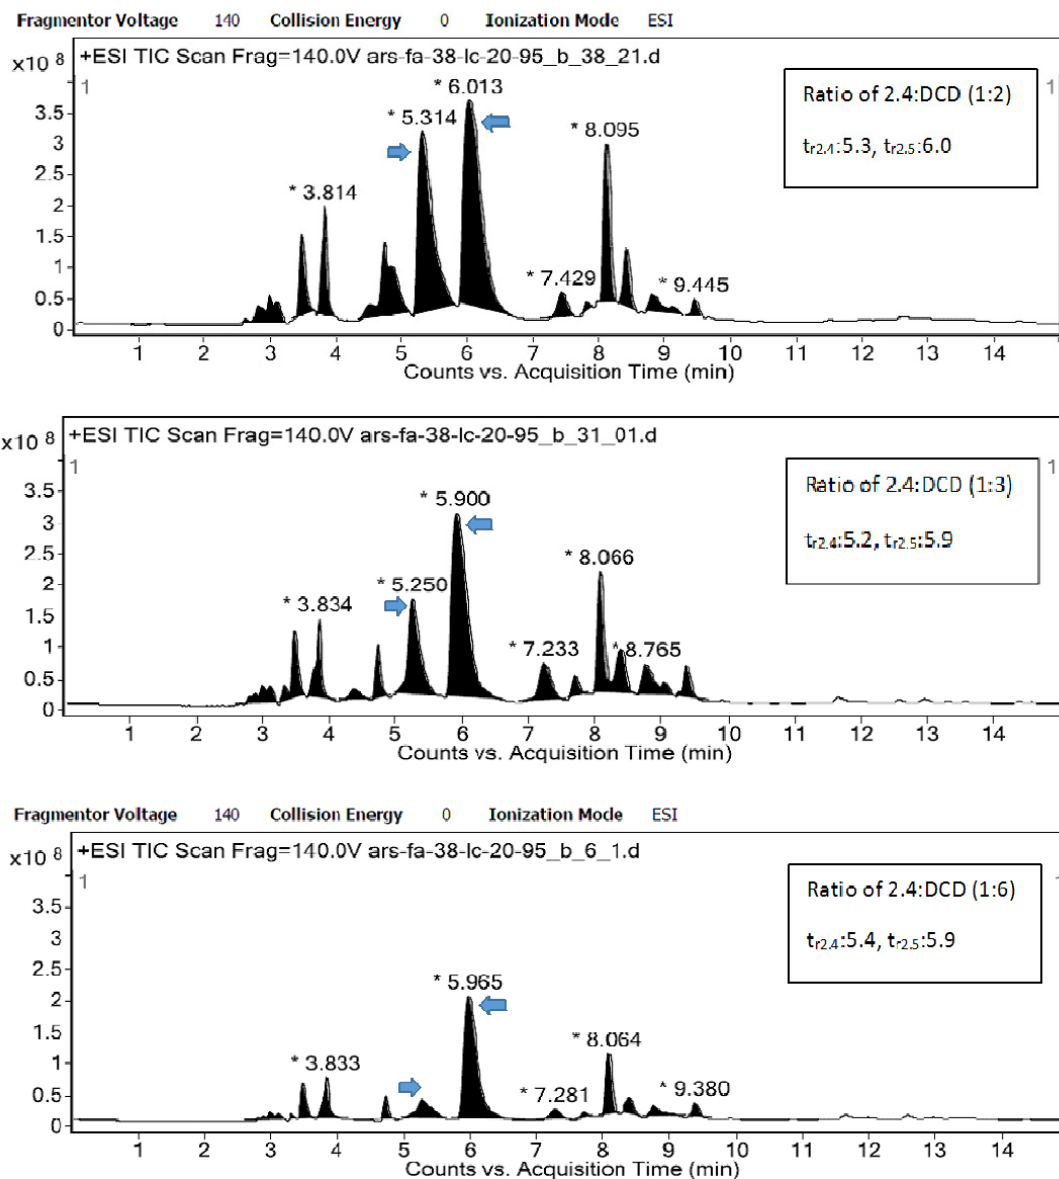 Fragmentor Voltage 140 Collision Energy 0 Ionization Mode ESI
x10 8
+ESI TIC Scan Frag=140.0V ars-fa-38-lc-20-95_b_38_21.d
1
1
Ratio of 2.4:DCD (1:2)
tr2.4:5.3, tr2.5:6.0
* 6.013
* 5.314
* 8.095
* 3.814
* 7.429
* 9.445
3.5
3
2.5
2
1.5
1
0.5
0
1 2 3 4 5 6 7 8 9 10 11 12 13 14
Counts vs. Acquisition Time (min)
x10 8
+ESI TIC Scan Frag=140.0V ars-fa-38-lc-20-95_b_31_01.d
1
1
Ratio of 2.4:DCD (1:3)
tr2.4:5.2, tr2.5:5.9
* 5.900
* 8.066
* 5.250
* 3.834
* 7.233
* 8.765
3.5
3
2.5
2
1.5
1
0.5
0
1 2 3 4 5 6 7 8 9 10 11 12 13 14
Counts vs. Acquisition Time (min)
Fragmentor Voltage 140 Collision Energy 0 Ionization Mode ESI
x10 8
+ESI TIC Scan Frag=140.0V ars-fa-38-lc-20-95_b_6_1.d
1
1
Ratio of 2.4:DCD (1:6)
tr2.4:5.4, tr2.5:5.9
* 5.965
* 8.064
* 3.833
* 7.281
* 9.380
3.5
3
2.5
2
1.5
1
0.5
0
1 2 3 4 5 6 7 8 9 10 11 12 13 14
Counts vs. Acquisition Time (min)